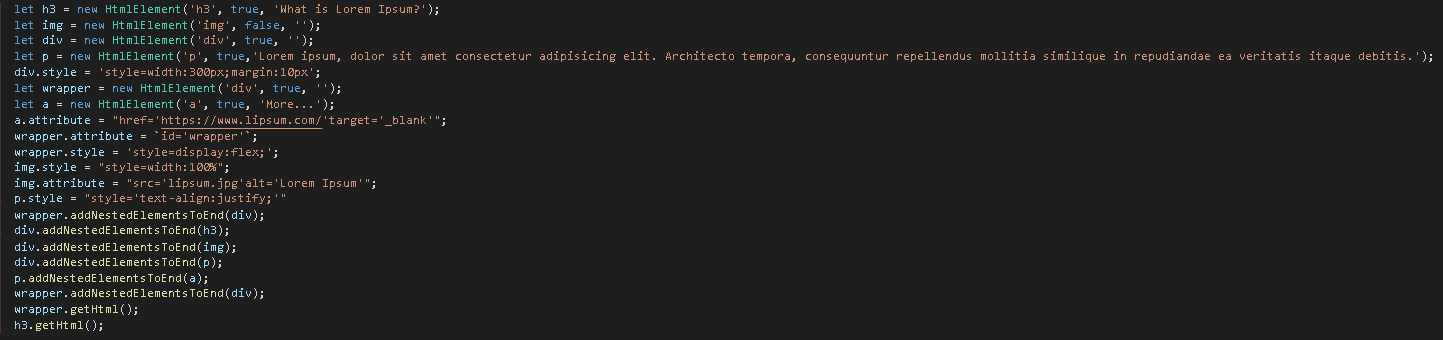 let h3 = new HtmlElement('h3', true, 'What is Lorem Ipsum?');
let img = new HtmlElement('img', false, '');
let div = new HtmlElement('div', true, '');
let p = new HtmlElement('p', true,'Lorem ipsum, dolor sit amet consectetur adipisicing elit. Architecto tempora, consequuntur repellendus mollitia similique in repudiandae ea veritatis itaque debitis.');
div.style = 'style=width:300px;margin:10px';
let wrapper = new HtmlElement('div', true, '');
let a = new HtmlElement('a', true, 'More...');
a.attribute = "href='https://www.lipsum.com/'target='_blank'";
wrapper.attribute = `id='wrapper'`;
wrapper.style = 'style=display:flex;';
img.style = "style=width:100%";
img.attribute = "src='lipsum.jpg'alt='Lorem Ipsum'";
p.style = "style='text-align:justify;'"
wrapper.addNestedElementsToEnd(div);
div.addNestedElementsToEnd(h3);
div.addNestedElementsToEnd(img);
div.addNestedElementsToEnd(p);
p.addNestedElementsToEnd(a);
wrapper.addNestedElementsToEnd(div);
wrapper.getHtml();
h3.getHtml();